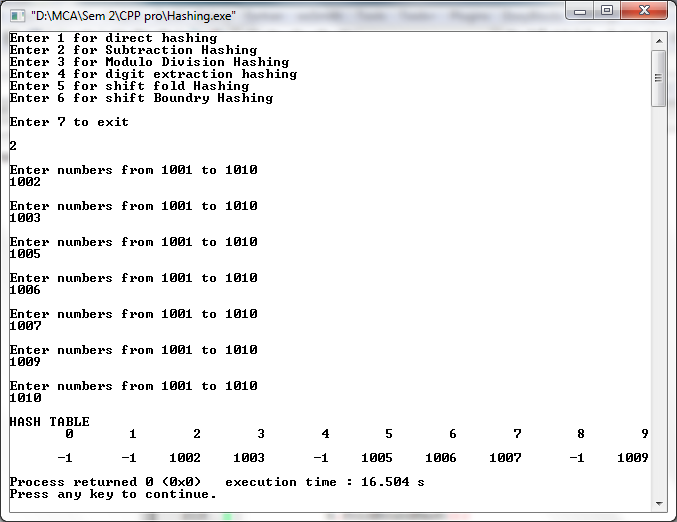 "D:\MCA\Sem 2\CPP pro\Hashing.exe"
Enter 1 for direct hashing
Enter 2 for Subtraction Hashing
Enter 3 for Modulo Division Hashing
Enter 4 for digit extraction hashing
Enter 5 for shift fold Hashing
Enter 6 for shift Boundry Hashing
Enter 7 to exit
2
Enter numbers from 1001 to 1010
1002
Enter numbers from 1001 to 1010
1003
Enter numbers from 1001 to 1010
1005
Enter numbers from 1001 to 1010
1006
Enter numbers from 1001 to 1010
1007
Enter numbers from 1001 to 1010
1009
Enter numbers from 1001 to 1010
1010
HASH TABLE
0 1 2 3 4 5 6 7 8 9
-1 -1 1002 1003 -1 1005 1006 1007 -1 1009
Process returned 0 (0x0) execution time : 16.504 s
Press any key to continue.